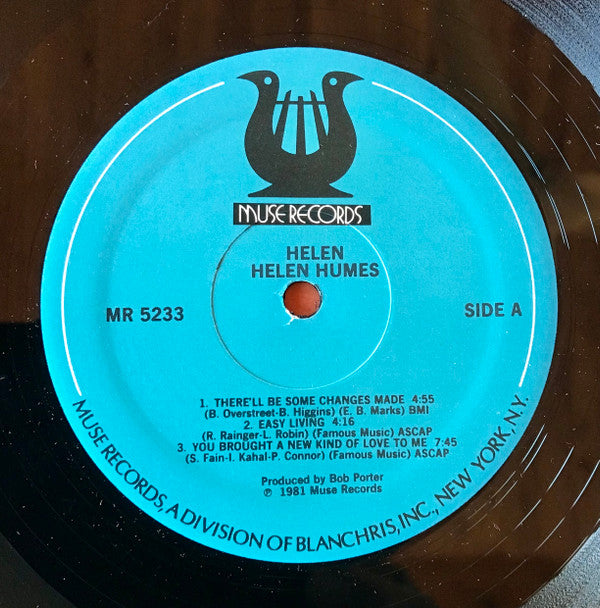 MUSE RECORDS
HELEN
HELEN HUMES
MR 5233
SIDE A
1. THERE'LL BE SOME CHANGES MADE 4:55
(B. Overstreet-B. Higgins) (E. B. Marks) BMI
2. EASY LIVING 4:16
(R. Rainger-L. Robin) (Famous Music) ASCAP
3. YOU BROUGHT A NEW KIND OF LOVE TO ME 7:45
(S. Fain-I. Kahal-P. Connor) (Famous Music) ASCAP
Produced by Bob Porter
℗ 1981 Muse Records
MUSE RECORDS, A DIVISION OF BLANCHRIS, INC., NEW YORK, N.Y.